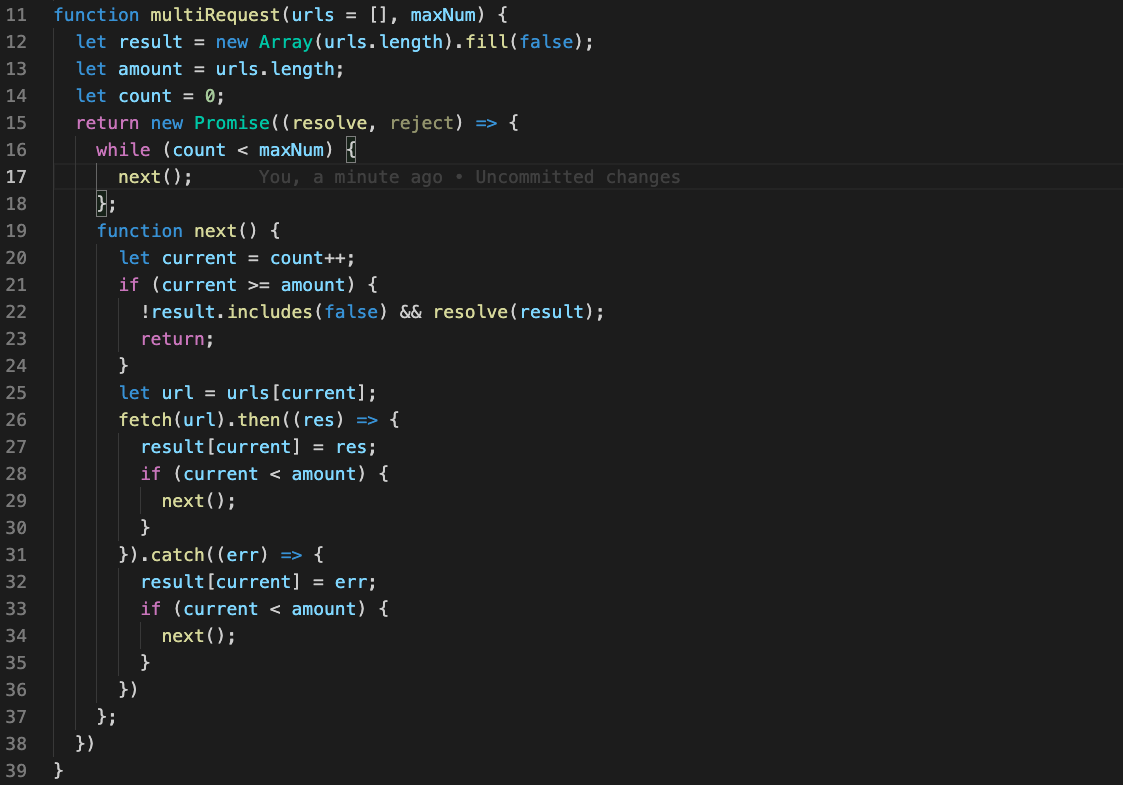 11 function multiRequest(urls = [], maxNum) {
12 let result = new Array(urls.length).fill(false);
13 let amount = urls.length;
14 let count = 0;
15 return new Promise((resolve, reject) => {
16 while (count < maxNum) {
17 next(); You, a minute ago • Uncommitted changes
18 };
19 function next() {
20 let current = count++;
21 if (current >= amount) {
22 !result.includes(false) && resolve(result);
23 return;
24 }
25 let url = urls[current];
26 fetch(url).then((res) => {
27 result[current] = res;
28 if (current < amount) {
29 next();
30 }
31 }).catch((err) => {
32 result[current] = err;
33 if (current < amount) {
34 next();
35 }
36 })
37 };
38 })
39 }